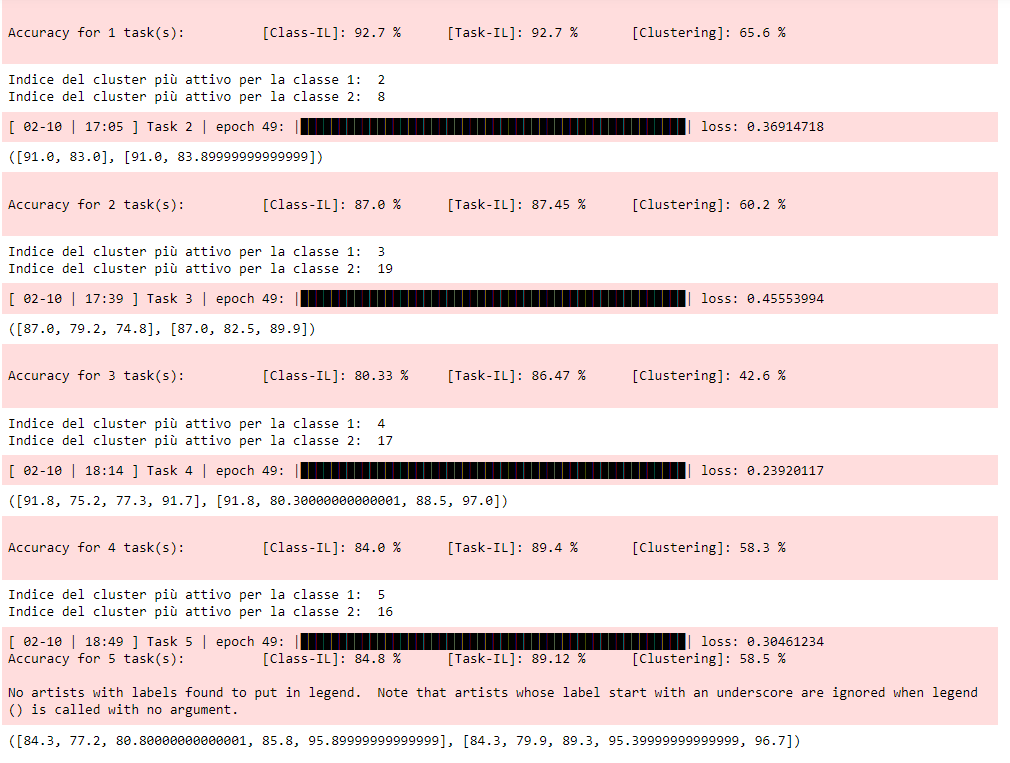 Accuracy for 1 task(s): [Class-IL]: 92.7 % [Task-IL]: 92.7 % [Clustering]: 65.6 %
Indice del cluster più attivo per la classe 1: 2
Indice del cluster più attivo per la classe 2: 8
[ 02-10 | 17:05 ] Task 2 | epoch 49: |██████████████████████████████████████████████████| loss: 0.36914718
([91.0, 83.0], [91.0, 83.89999999999999])
Accuracy for 2 task(s): [Class-IL]: 87.0 % [Task-IL]: 87.45 % [Clustering]: 60.2 %
Indice del cluster più attivo per la classe 1: 3
Indice del cluster più attivo per la classe 2: 19
[ 02-10 | 17:39 ] Task 3 | epoch 49: |██████████████████████████████████████████████████| loss: 0.45553994
([87.0, 79.2, 74.8], [87.0, 82.5, 89.9])
Accuracy for 3 task(s): [Class-IL]: 80.33 % [Task-IL]: 86.47 % [Clustering]: 42.6 %
Indice del cluster più attivo per la classe 1: 4
Indice del cluster più attivo per la classe 2: 17
[ 02-10 | 18:14 ] Task 4 | epoch 49: |██████████████████████████████████████████████████| loss: 0.23920117
([91.8, 75.2, 77.3, 91.7], [91.8, 80.30000000000001, 88.5, 97.0])
Accuracy for 4 task(s): [Class-IL]: 84.0 % [Task-IL]: 89.4 % [Clustering]: 58.3 %
Indice del cluster più attivo per la classe 1: 5
Indice del cluster più attivo per la classe 2: 16
[ 02-10 | 18:49 ] Task 5 | epoch 49: |██████████████████████████████████████████████████| loss: 0.30461234
Accuracy for 5 task(s): [Class-IL]: 84.8 % [Task-IL]: 89.12 % [Clustering]: 58.5 %
No artists with labels found to put in legend.  Note that artists whose label start with an underscore are ignored when legend
() is called with no argument.
([84.3, 77.2, 80.80000000000001, 85.8, 95.89999999999999], [84.3, 79.9, 89.3, 95.39999999999999, 96.7])